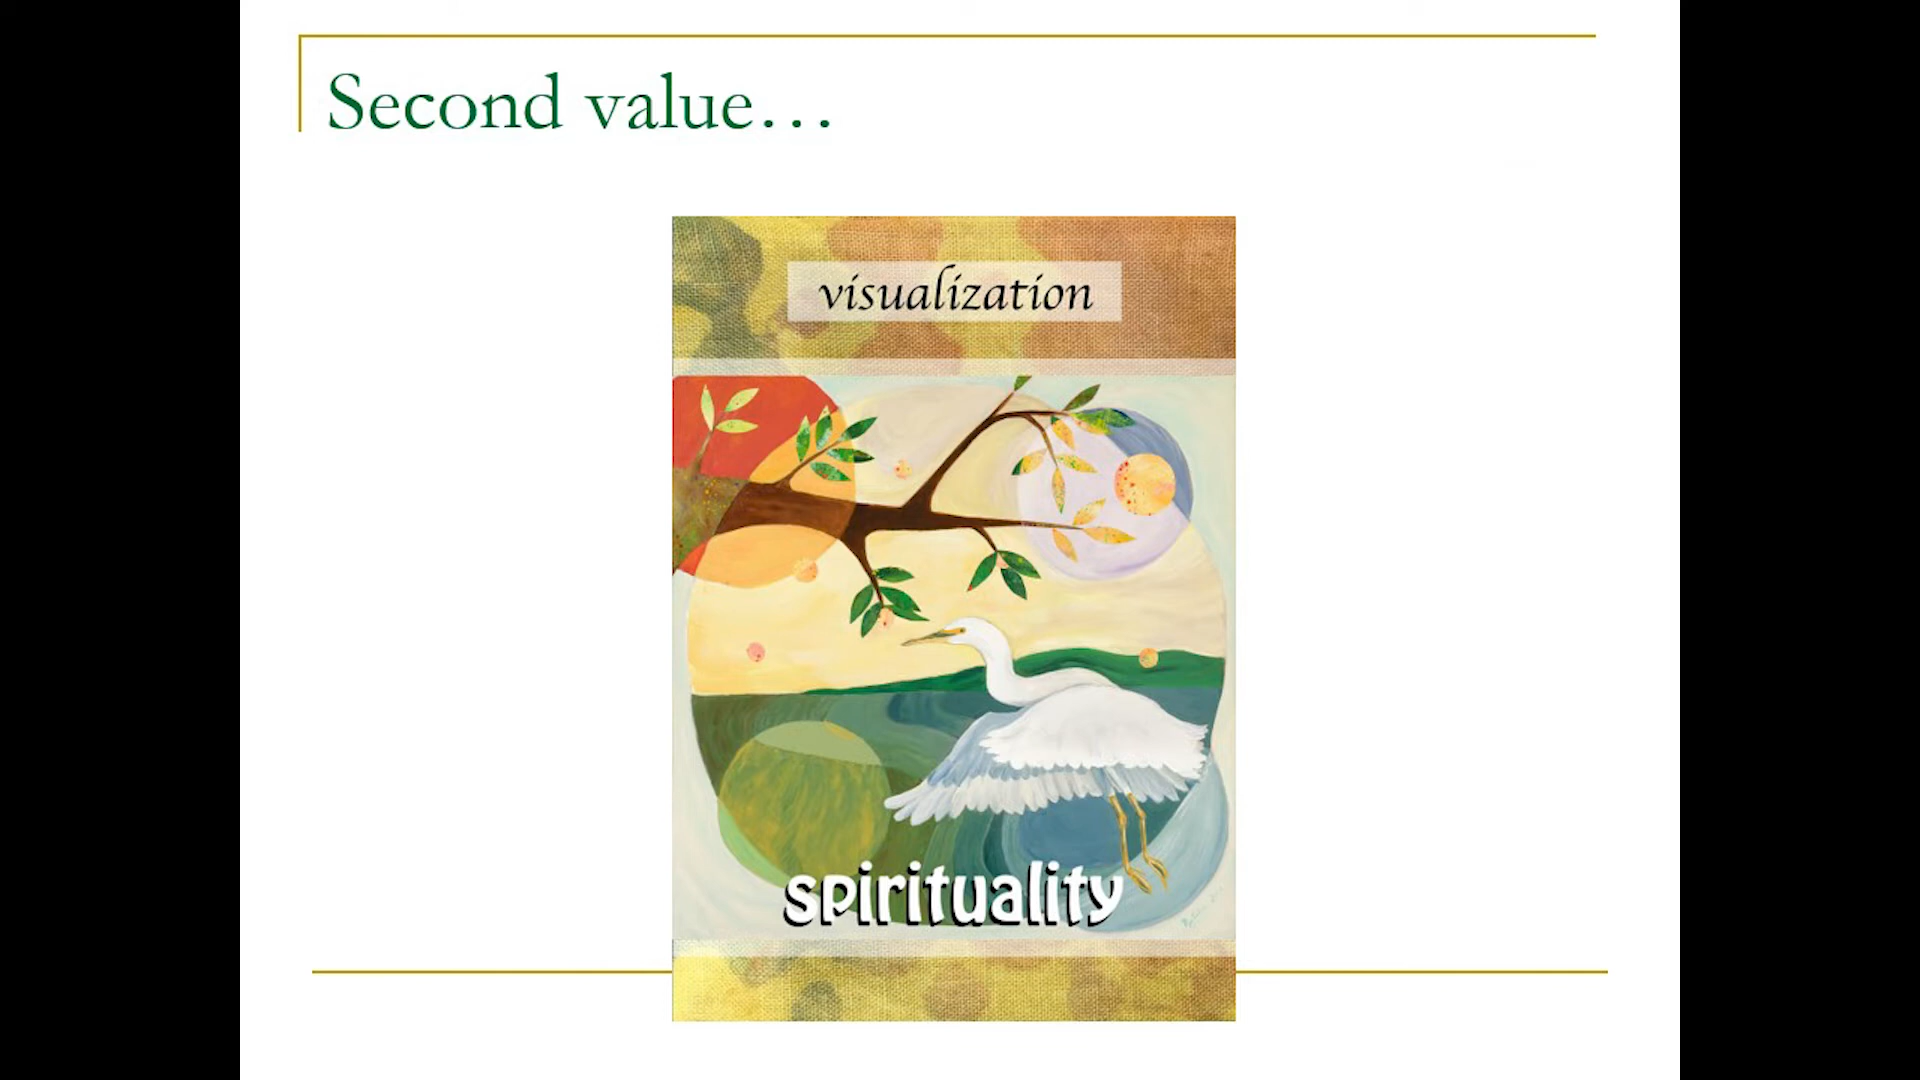 Second value…
visualization
spirituality